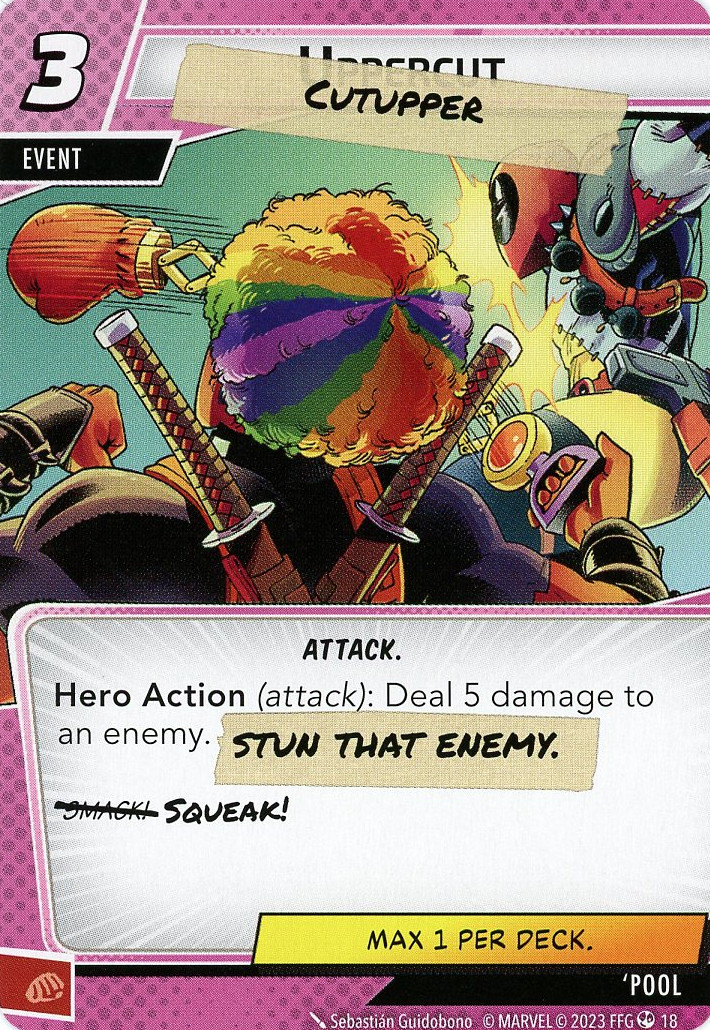 3
UPPERCUT
CUTUPPER
EVENT
ATTACK.
Hero Action (attack): Deal 5 damage to
an enemy. STUN THAT ENEMY.
SMACK! SQUEAK!
MAX 1 PER DECK.
'POOL
Sebastián Guidobono © MARVEL © 2023 FFG 18